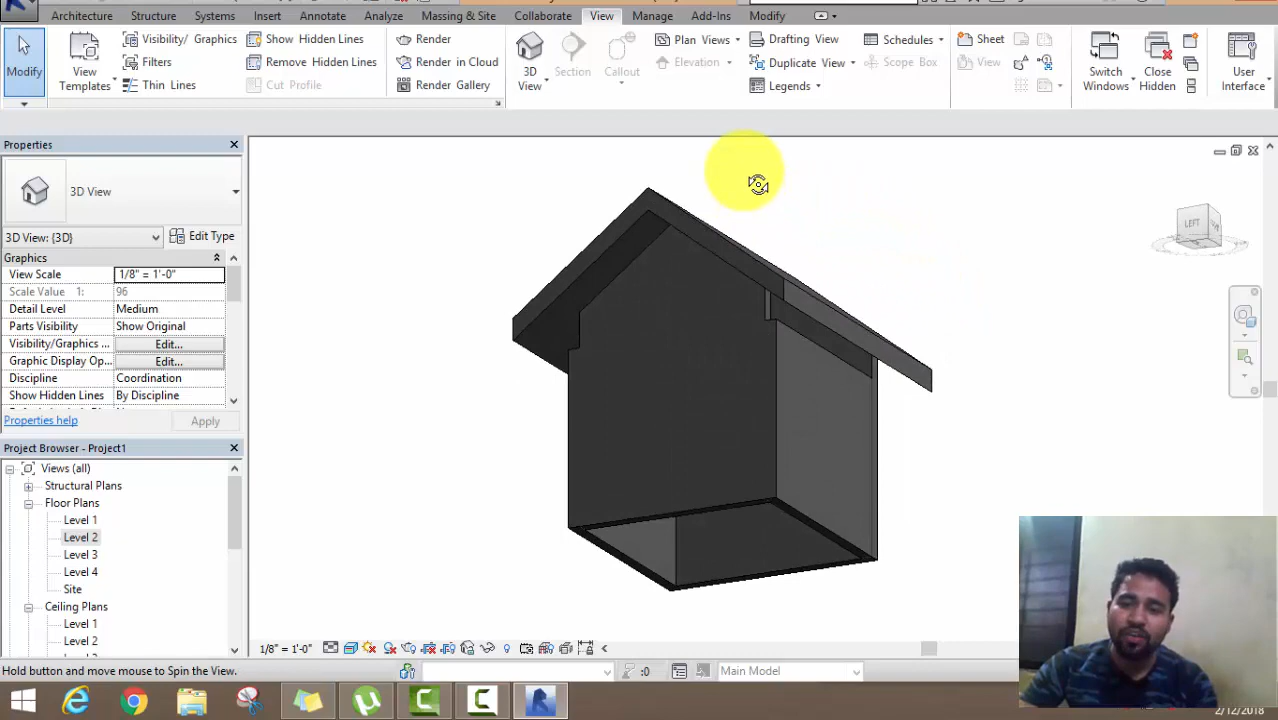 Architecture Structure Systems Insert Annotate Analyze Massing & Site Collaborate View Manage Add-Ins Modify
Modify
View Templates
Visibility/ Graphics
Filters
Thin Lines
Show Hidden Lines
Remove Hidden Lines
Cut Profile
Render
Render in Cloud
Render Gallery
3D View
Section
Callout
Plan Views
Elevation
Drafting View
Duplicate View
Legends
Schedules
Scope Box
Sheet
View
Switch Windows
Close Hidden
User Interface
Properties
3D View
3D View: {3D} Edit Type
Graphics
View Scale 1/8" = 1'-0"
Scale Value 1: 96
Detail Level Medium
Parts Visibility Show Original
Visibility/Graphics ... Edit...
Graphic Display Op... Edit...
Discipline Coordination
Show Hidden Lines By Discipline
Properties help Apply
Project Browser - Project1
Views (all)
Structural Plans
Floor Plans
Level 1
Level 2
Level 3
Level 4
Site
Ceiling Plans
Level 1
Level 2
LEFT
1/8" = 1'-0"
Hold button and move mouse to Spin the View.
:0
Main Model
2/12/2018